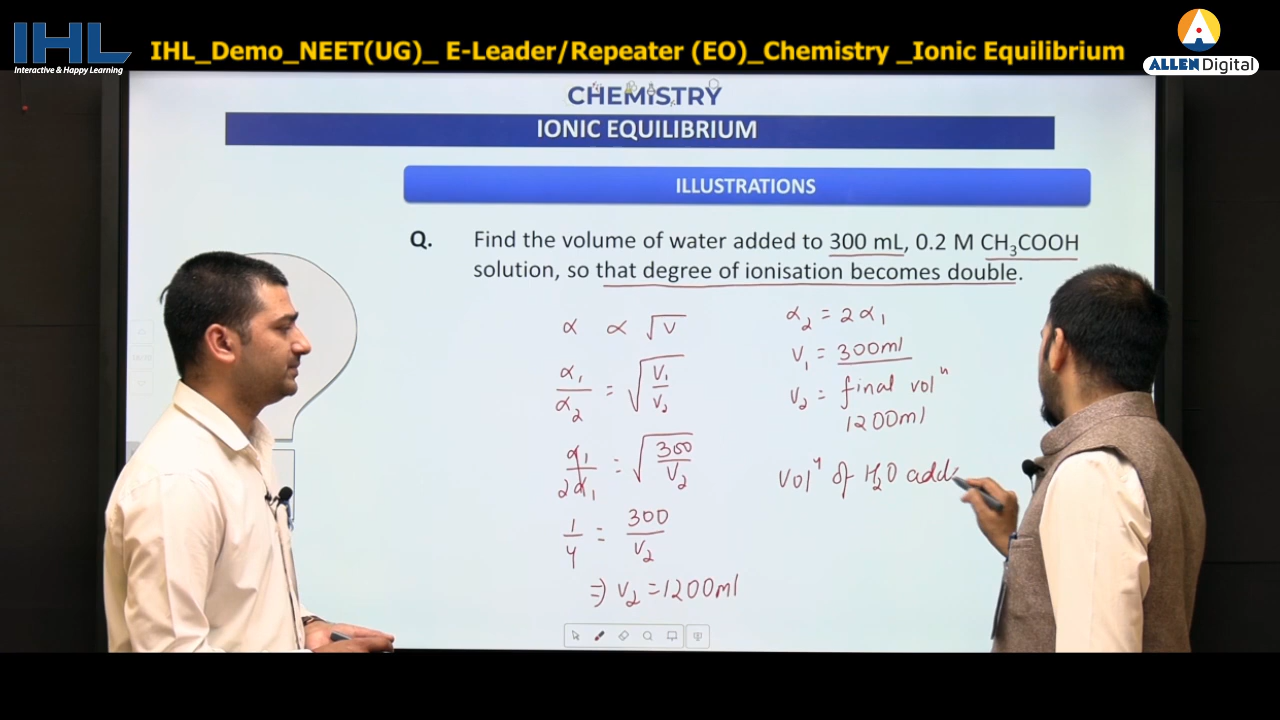 IHL
Interactive & Happy Learning
IHL_Demo_NEET(UG)_ E-Leader/Repeater (EO)_Chemistry _Ionic Equilibrium
ALLEN Digital
CHEMISTRY
IONIC EQUILIBRIUM
ILLUSTRATIONS
Q. Find the volume of water added to 300 mL, 0.2 M CH₃COOH
solution, so that degree of ionisation becomes double.
α ∝ √V
α₁/α₂ = √(V₁/V₂)
α₁/2α₁ = √(300/V₂)
1/4 = 300/V₂
⇒ V₂ = 1200ml
α₂ = 2α₁
V₁ = 300ml
V₂ = final volⁿ
1200ml
Volⁿ of H₂O add